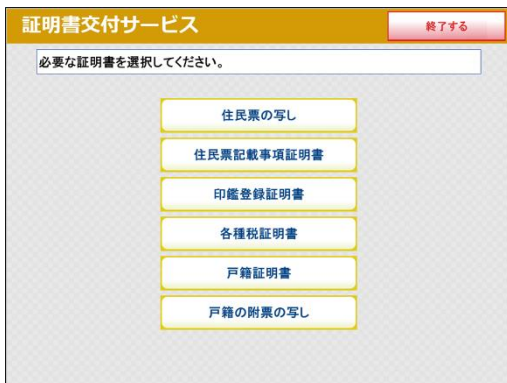 証明書交付サービス
終了する
必要な証明書を選択してください。
住民票の写し
住民票記載事項証明書
印鑑登録証明書
各種税証明書
戸籍証明書
戸籍の附票の写し